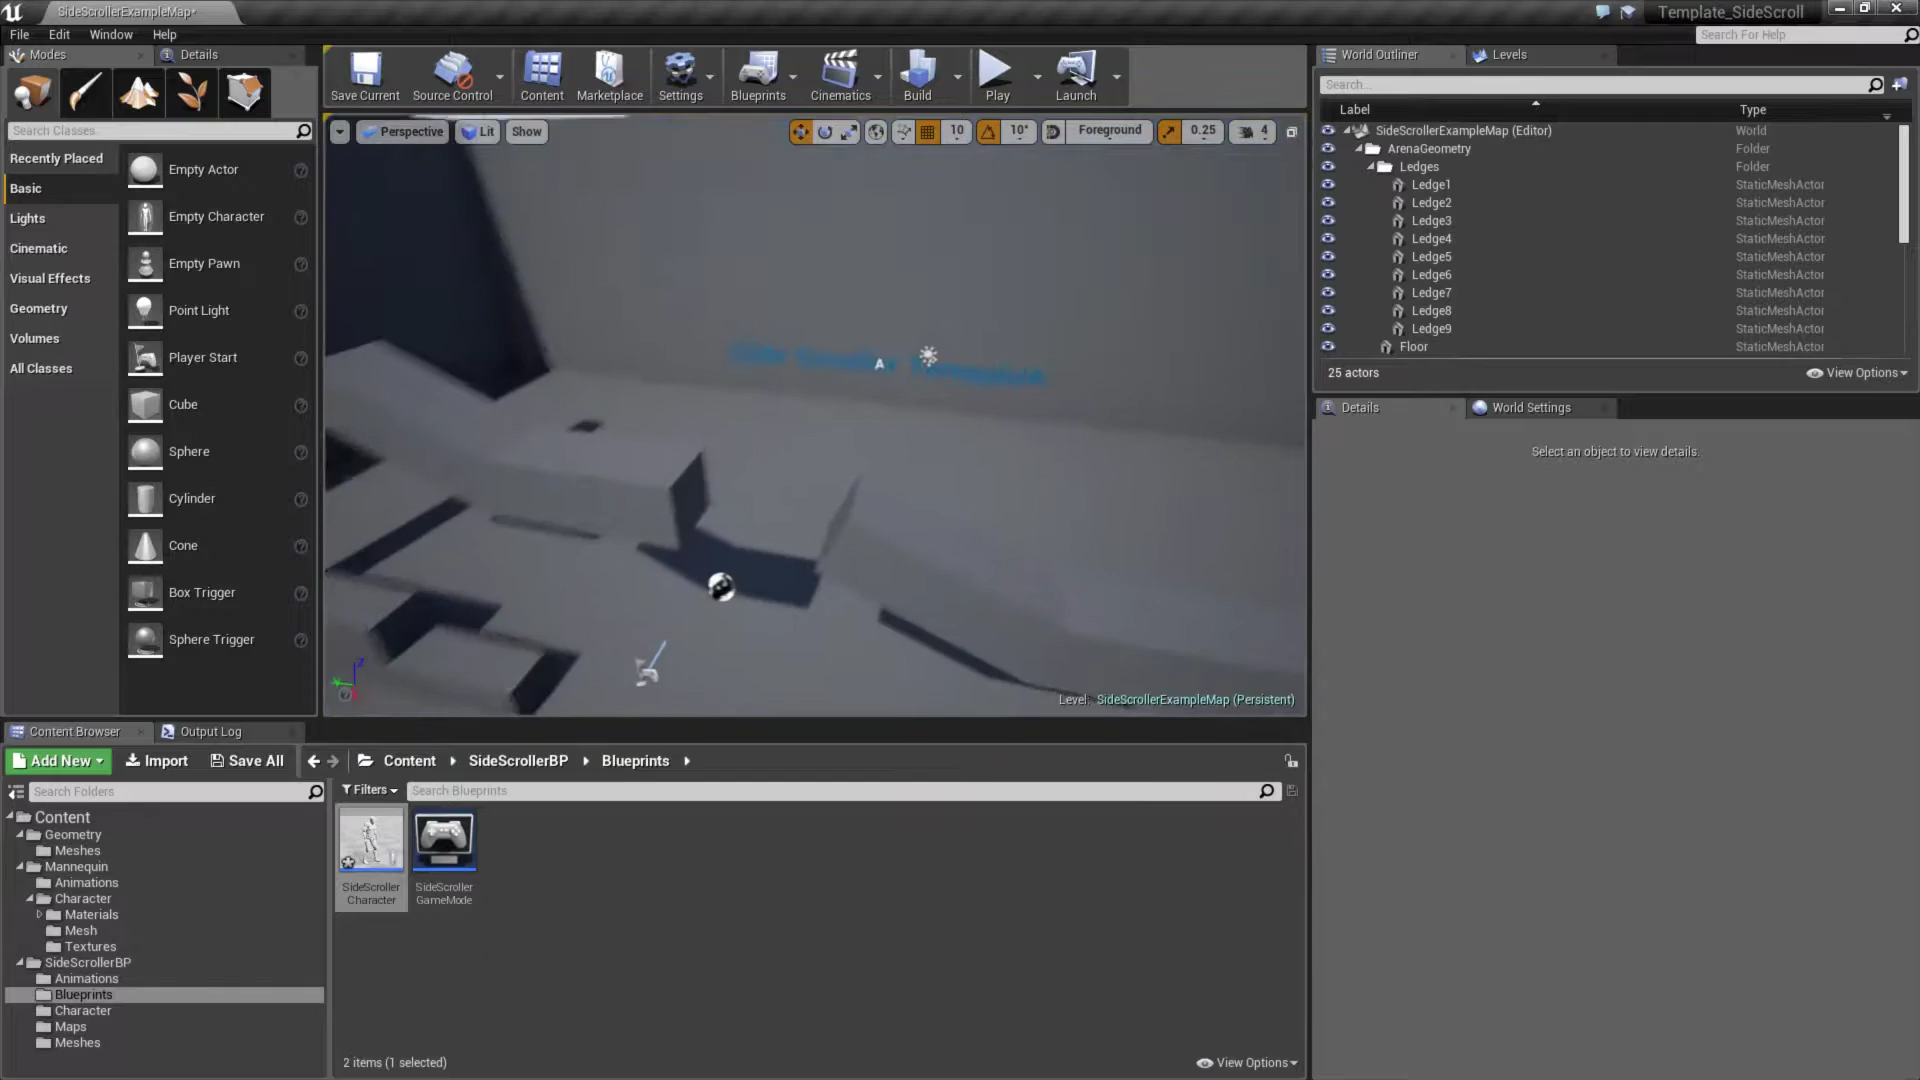 SideScrollerExampleMap*
Template_SideScroll
File Edit Window Help
Search For Help
Modes
Details
Save Current
Source Control
Content
Marketplace
Settings
Blueprints
Cinematics
Build
Play
Launch
World Outliner
Levels
Search...
Label
Type
Search Classes
Perspective
Lit
Show
10
10°
Foreground
0.25
4
Recently Placed
Basic
Lights
Cinematic
Visual Effects
Geometry
Volumes
All Classes
Empty Actor
Empty Character
Empty Pawn
Point Light
Player Start
Cube
Sphere
Cylinder
Cone
Box Trigger
Sphere Trigger
Side Scroller Template
A
Z
Level: SideScrollerExampleMap (Persistent)
SideScrollerExampleMap (Editor) World
ArenaGeometry Folder
Ledges Folder
Ledge1 StaticMeshActor
Ledge2 StaticMeshActor
Ledge3 StaticMeshActor
Ledge4 StaticMeshActor
Ledge5 StaticMeshActor
Ledge6 StaticMeshActor
Ledge7 StaticMeshActor
Ledge8 StaticMeshActor
Ledge9 StaticMeshActor
Floor StaticMeshActor
25 actors
View Options
Details
World Settings
Select an object to view details.
Content Browser
Output Log
Add New
Import
Save All
Content
SideScrollerBP
Blueprints
Search Folders
Filters
Search Blueprints
Content
Geometry
Meshes
Mannequin
Animations
Character
Materials
Mesh
Textures
SideScrollerBP
Animations
Blueprints
Character
Maps
Meshes
SideScroller
Character
SideScroller
GameMode
2 items (1 selected)
View Options